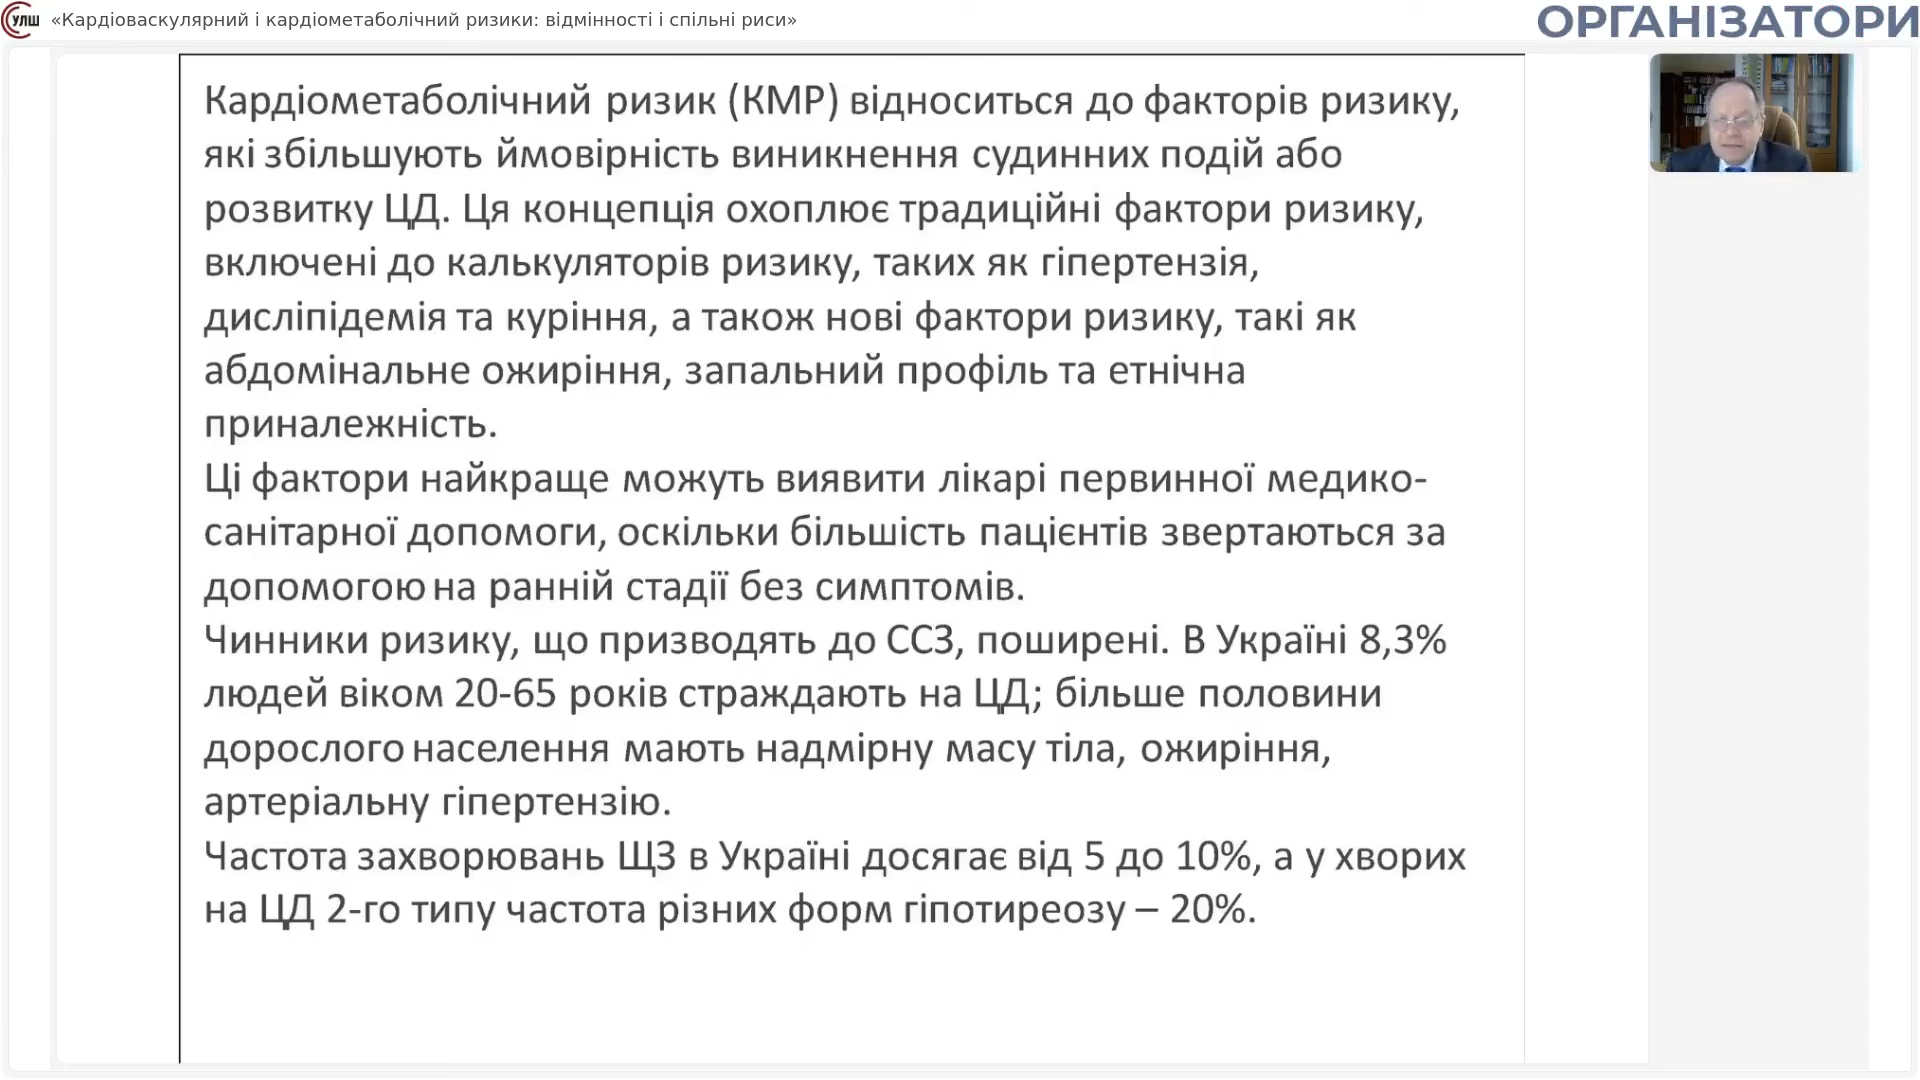 УЛШ «Кардіоваскулярний і кардіометаболічний ризики: відмінності і спільні риси»
ОРГАНІЗАТОРИ
Кардіометаболічний ризик (КМР) відноситься до факторів ризику,
які збільшують ймовірність виникнення судинних подій або
розвитку ЦД. Ця концепція охоплює традиційні фактори ризику,
включені до калькуляторів ризику, таких як гіпертензія,
дисліпідемія та куріння, а також нові фактори ризику, такі як
абдомінальне ожиріння, запальний профіль та етнічна
приналежність.
Ці фактори найкраще можуть виявити лікарі первинної медико-
санітарної допомоги, оскільки більшість пацієнтів звертаються за
допомогою на ранній стадії без симптомів.
Чинники ризику, що призводять до ССЗ, поширені. В Україні 8,3%
людей віком 20-65 років страждають на ЦД; більше половини
дорослого населення мають надмірну масу тіла, ожиріння,
артеріальну гіпертензію.
Частота захворювань ЩЗ в Україні досягає від 5 до 10%, а у хворих
на ЦД 2-го типу частота різних форм гіпотиреозу – 20%.